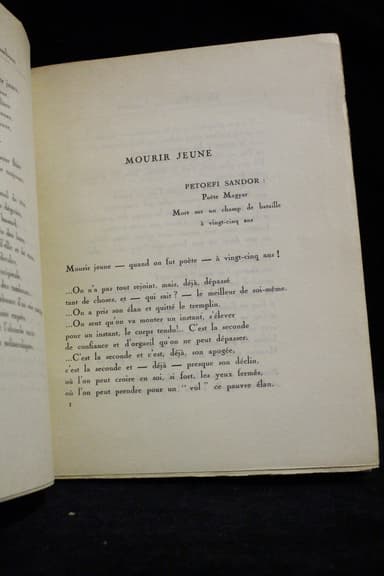 MOURIR JEUNE
PETOEFI SANDOR :
Poète Magyar
Mort sur un champ de bataille
à vingt-cinq ans
Mourir jeune — quand on fut poète — à vingt-cinq ans !
...On n'a pas tout rejoint, mais, déjà, dépassé
tant de choses, et — qui sait ? — le meilleur de soi-même.
...On a pris son élan et quitté le tremplin,
...On sent qu'on va monter un instant, s'élever
pour un instant, le corps tendu!.. C'est la seconde
de confiance et d'orgueil qu'on ne peut dépasser.
...C'est la seconde et c'est, déjà, son apogée,
c'est la seconde et — déjà — presque son déclin,
où l'on peut croire en soi, si fort, les yeux fermés,
où l'on peut prendre pour un " vol " ce pauvre élan.